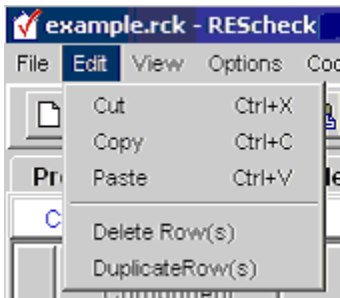 example.rck - REScheck
File Edit View Options
Cut Ctrl+X
Copy Ctrl+C
Paste Ctrl+V
Delete Row(s)
DuplicateRow(s)